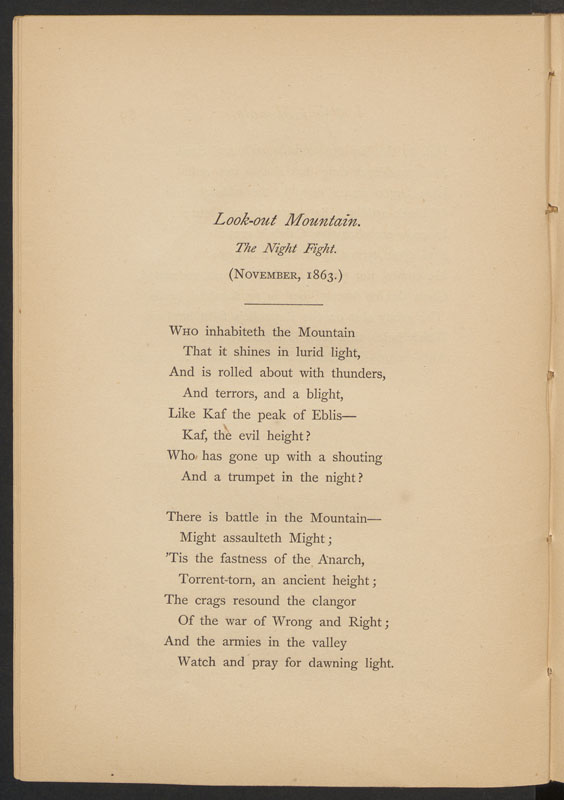 Look-out Mountain.
The Night Fight.
(November, 1863.)
Who inhabiteth the Mountain
That it shines in lurid light,
And is rolled about with thunders,
And terrors, and a blight,
Like Kaf the peak of Eblis—
Kaf, the evil height?
Who has gone up with a shouting
And a trumpet in the night?
There is battle in the Mountain—
Might assaulteth Might;
'Tis the fastness of the Anarch,
Torrent-torn, an ancient height;
The crags resound the clangor
Of the war of Wrong and Right;
And the armies in the valley
Watch and pray for dawning light.